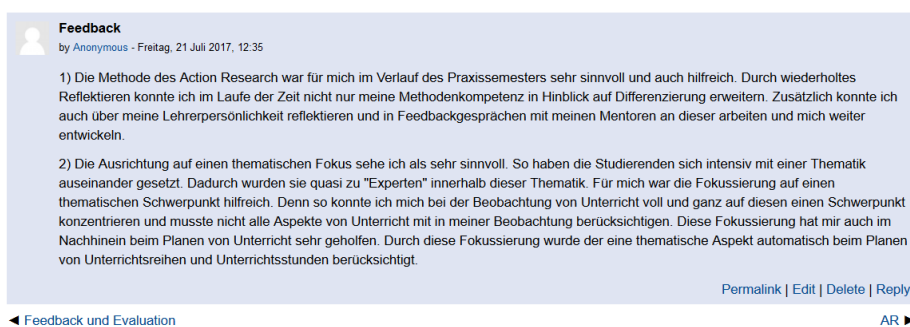 Feedback
by Anonymous - Freitag, 21 Juli 2017, 12:35
1) Die Methode des Action Research war für mich im Verlauf des Praxissemesters sehr sinnvoll und auch hilfreich. Durch wiederholtes
Reflektieren konnte ich im Laufe der Zeit nicht nur meine Methodenkompetenz in Hinblick auf Differenzierung erweitern. Zusätzlich konnte ich
auch über meine Lehrerpersönlichkeit reflektieren und in Feedbackgesprächen mit meinen Mentoren an dieser arbeiten und mich weiter
entwickeln.
2) Die Ausrichtung auf einen thematischen Fokus sehe ich als sehr sinnvoll. So haben die Studierenden sich intensiv mit einer Thematik
auseinander gesetzt. Dadurch wurden sie quasi zu "Experten" innerhalb dieser Thematik. Für mich war die Fokussierung auf einen
thematischen Schwerpunkt hilfreich. Denn so konnte ich mich bei der Beobachtung von Unterricht voll und ganz auf diesen einen Schwerpunkt
konzentrieren und musste nicht alle Aspekte von Unterricht mit in meiner Beobachtung berücksichtigen. Diese Fokussierung hat mir auch im
Nachhinein beim Planen von Unterricht sehr geholfen. Durch diese Fokussierung wurde der eine thematische Aspekt automatisch beim Planen
von Unterrichtsreihen und Unterrichtsstunden berücksichtigt.
Permalink | Edit | Delete | Reply
◄ Feedback und Evaluation
AR ►